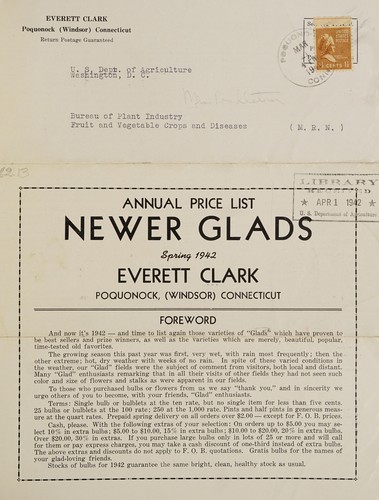 EVERETT CLARK
Poquonock (Windsor) Connecticut
Return Postage Guaranteed
U. S. Dept. of Agriculture
Washington, D. C.
Bureau of Plant Industry
Fruit and Vegetable Crops and Diseases ( M. B. N. )
LIBRARY
RECEIVED
★ APR 1 1942 ★
U. S. Department of Agriculture
ANNUAL PRICE LIST
NEWER GLADS
Spring 1942
EVERETT CLARK
POQUONOCK, (WINDSOR) CONNECTICUT
FOREWORD
And now it's 1942 — and time to list again those varieties of "Glads" which have proven to
be best sellers and prize winners, as well as the varieties which are merely, beautiful, popular,
time-tested old favorites.
The growing season this past year was first, very wet, with rain most frequently; then the
other extreme; hot, dry weather with weeks of no rain. In spite of these varied conditions in
the weather, our "Glad" fields were the subject of comment from visitors, both local and distant.
Many "Glad" enthusiasts remarking that in all their visits of other fields they had not seen such
color and size of flowers and stalks as were apparent in our fields.
To those who purchased bulbs or flowers from us we say "thank you," and in sincerity we
urge others of you to become, with your friends, "Glad" enthusiasts.
Terms: Single bulb or bulblets at the ten rate, but no single item for less than five cents.
25 bulbs or bulblets at the 100 rate; 250 at the 1,000 rate. Pints and half pints in generous meas-
ure at the quart rates. Prepaid spring delivery on all orders over $2.00 — except for F. O. B. prices.
Cash, please. With the following extras of your selection: On orders up to $5.00 you may se-
lect 10% in extra bulbs; $5.00 to $10.00, 15% in extra bulbs; $10.00 to $20.00, 20% in extra bulbs.
Over $20.00, 30% in extras. If you purchase large bulbs only in lots of 25 or more and will call
for them or pay express charges, you may take a cash discount of one-third instead of extra bulbs.
The above extras and discounts do not apply to F. O. B. quotations. Gratis bulbs for the names of
your glad-loving friends.
Stocks of bulbs for 1942 guarantee the same bright, clean, healthy stock as usual.